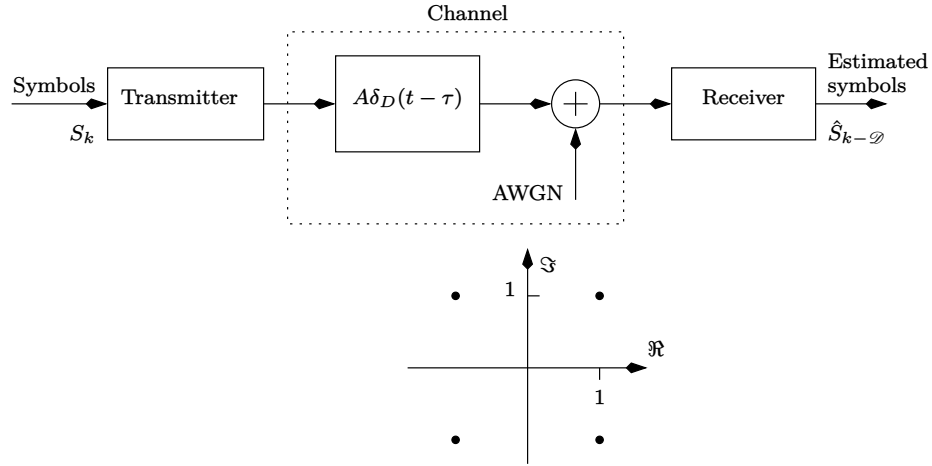 Channel
Symbols
S_k
Transmitter
Aδ_D(t − τ)
+
AWGN
Receiver
Estimated
symbols
Ŝ_{k−𝒟}
ℑ
1
ℜ
1